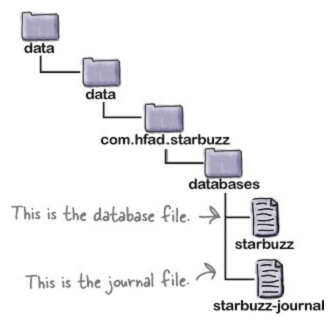 data
data
com.hfad.starbuzz
databases
This is the database file.
starbuzz
This is the journal file.
starbuzz-journal